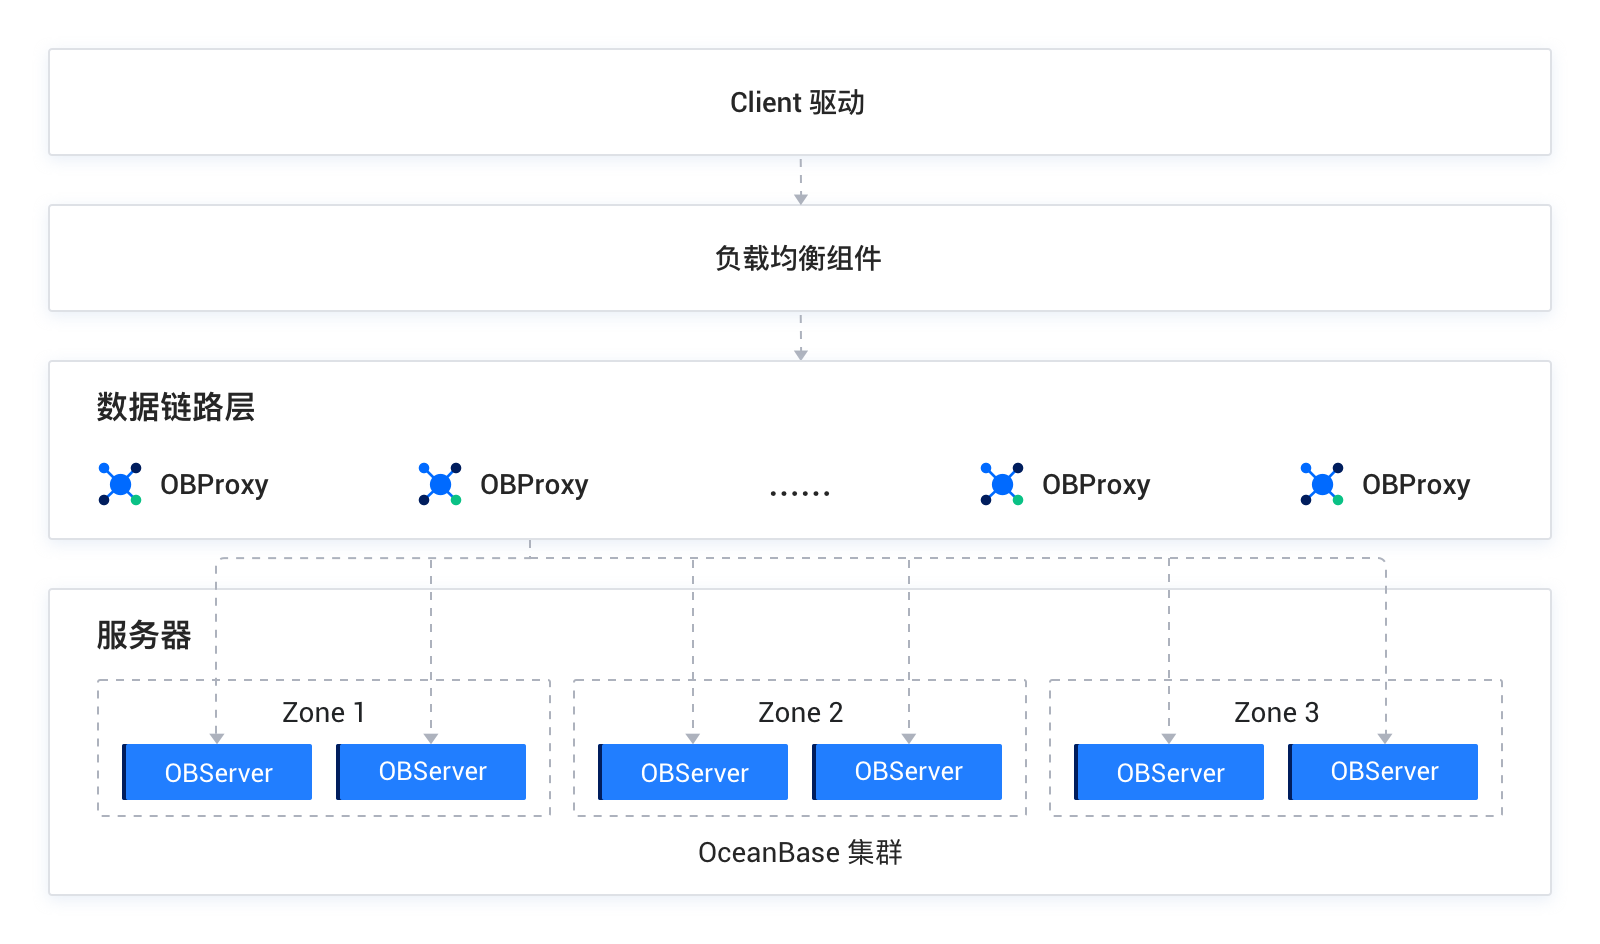 Client 驱动
负载均衡组件
数据链路层
OBProxy
OBProxy
......
OBProxy
OBProxy
服务器
Zone 1
Zone 2
Zone 3
OBServer
OBServer
OBServer
OBServer
OBServer
OBServer
OceanBase 集群